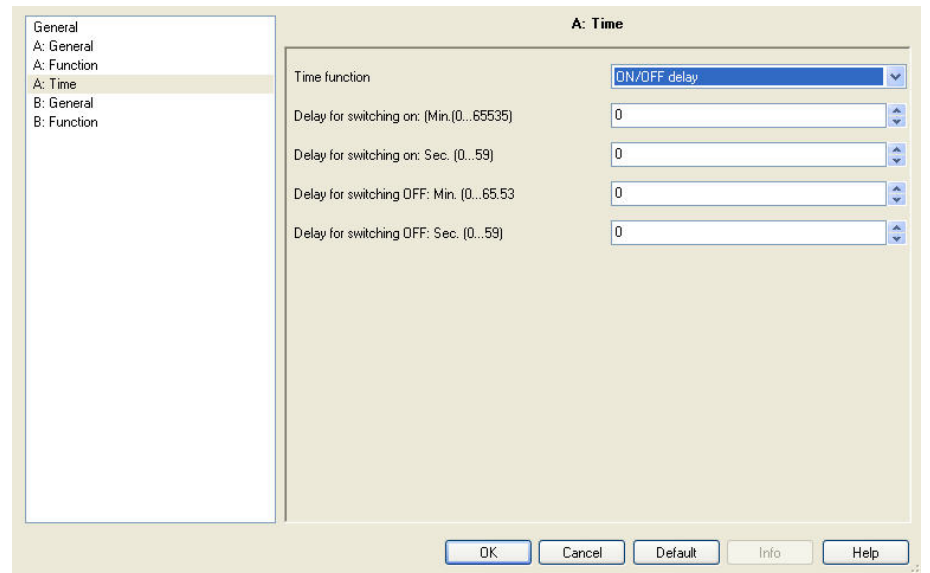 General
A: General
A: Function
A: Time
B: General
B: Function
A: Time
Time function ON/OFF delay
Delay for switching on: (Min.(0...65535) 0
Delay for switching on: Sec. (0...59) 0
Delay for switching OFF: Min. (0...65.53 0
Delay for switching OFF: Sec. (0...59) 0
OK Cancel Default Info Help